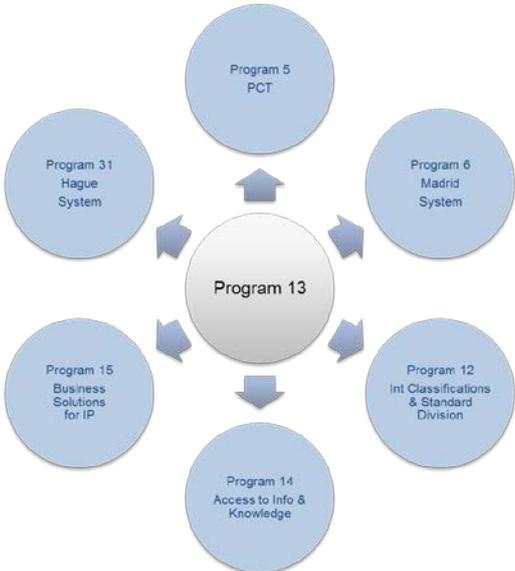 Program 5
PCT
Program 31
Hague
System
Program 6
Madrid
System
Program 13
Program 15
Business
Solutions
for IP
Program 12
Int Classifications
& Standard
Division
Program 14
Access to Info &
Knowledge